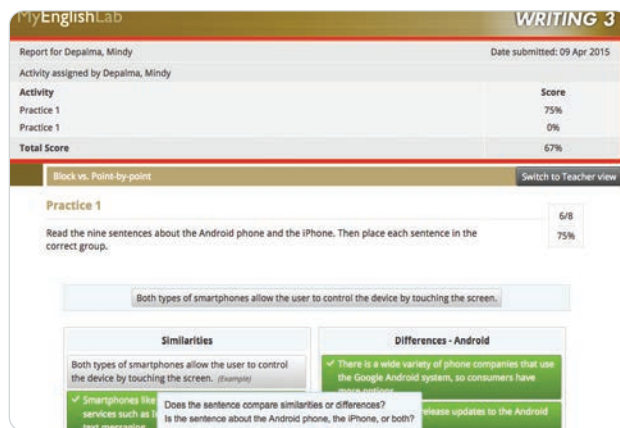 MyEnglishLab
WRITING 3
Report for Depalma, Mindy
Date submitted: 09 Apr 2015
Activity assigned by Depalma, Mindy
Activity
Score
Practice 1
75%
Practice 1
0%
Total Score
67%
Block vs. Point-by-point
Switch to Teacher view
Practice 1
6/8
75%
Read the nine sentences about the Android phone and the iPhone. Then place each sentence in the
correct group.
Both types of smartphones allow the user to control the device by touching the screen.
Similarities
Both types of smartphones allow the user to control
the device by touching the screen. (Example)
Smartphones like
services such as
text messaging
Differences - Android
There is a wide variety of phone companies that use
the Google Android system, so consumers have
more options
release updates to the Android
Does the sentence compare similarities or differences?
Is the sentence about the Android phone, the iPhone, or both?